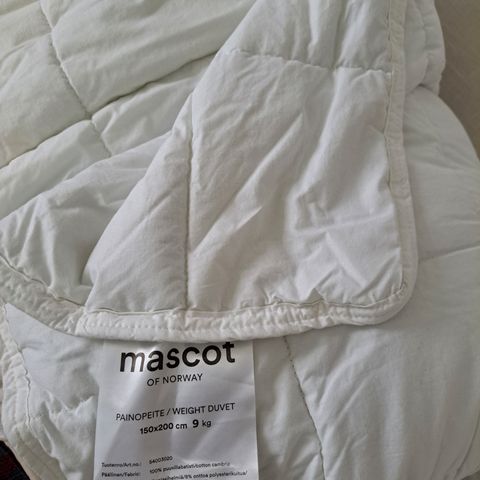 mascot
OF NORWAY
PAINOPEITE / WEIGHT DUVET
150x200 cm 9 kg
Tuotenro/Art.no.: 64003020
Päällinen/Fabric: 100% puuvillabatisti/cotton cambric